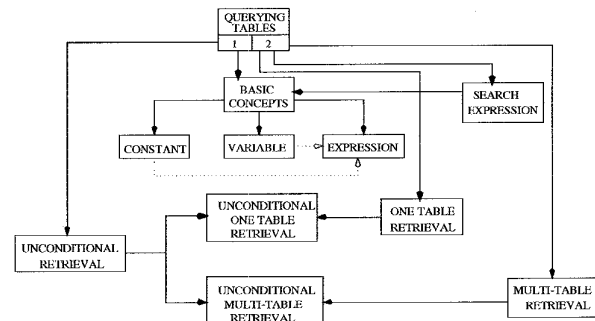 QUERYING
TABLES
1 2
BASIC
CONCEPTS
SEARCH
EXPRESSION
CONSTANT
VARIABLE
EXPRESSION
UNCONDITIONAL
ONE TABLE
RETRIEVAL
ONE TABLE
RETRIEVAL
UNCONDITIONAL
RETRIEVAL
UNCONDITIONAL
MULTI-TABLE
RETRIEVAL
MULTI-TABLE
RETRIEVAL